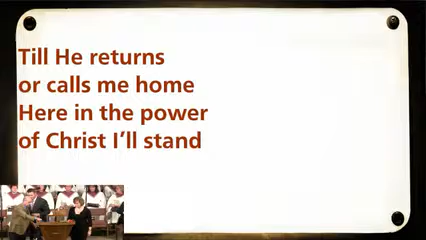 Till He returns
or calls me home
Here in the power
of Christ I’ll stand